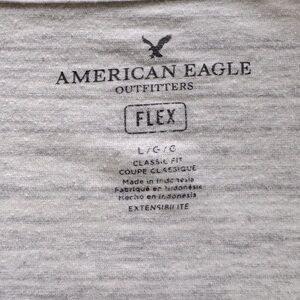 AMERICAN EAGLE
OUTFITTERS
FLEX
L/G/G
CLASSIC FIT
COUPE CLASSIQUE
Made in Indonesia
Fabriqué en Indonésie
Hecho en Indonesia
EXTENSIBILITÉ